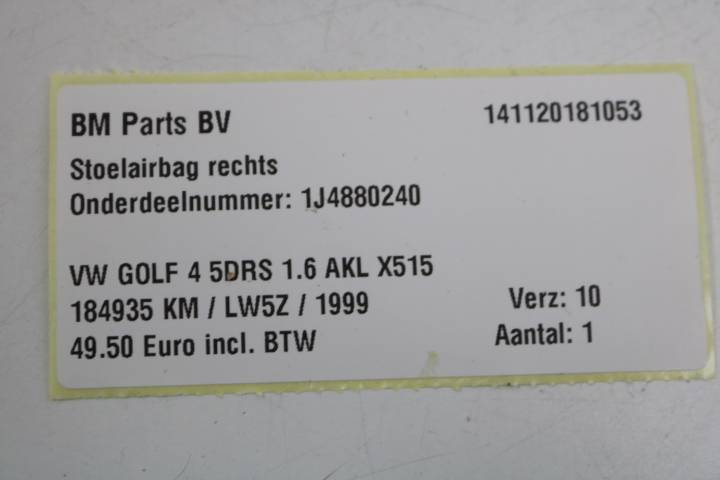 BM Parts BV 141120181053
Stoelairbag rechts
Onderdeelnummer: 1J4880240
VW GOLF 4 5DRS 1.6 AKL X515
184935 KM / LW5Z / 1999 Verz: 10
49.50 Euro incl. BTW Aantal: 1